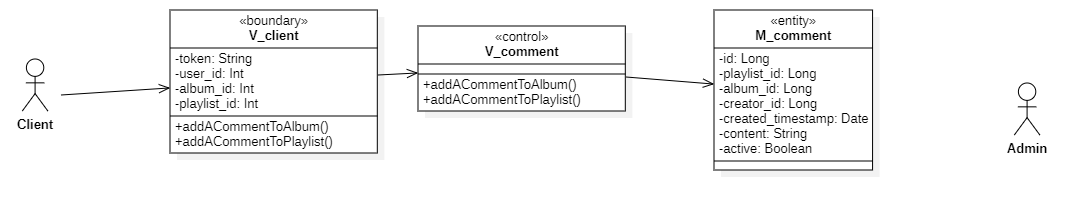 Client
«boundary»
V_client
-token: String
-user_id: Int
-album_id: Int
-playlist_id: Int
+addACommentToAlbum()
+addACommentToPlaylist()
«control»
V_comment
+addACommentToAlbum()
+addACommentToPlaylist()
«entity»
M_comment
-id: Long
-playlist_id: Long
-album_id: Long
-creator_id: Long
-created_timestamp: Date
-content: String
-active: Boolean
Admin